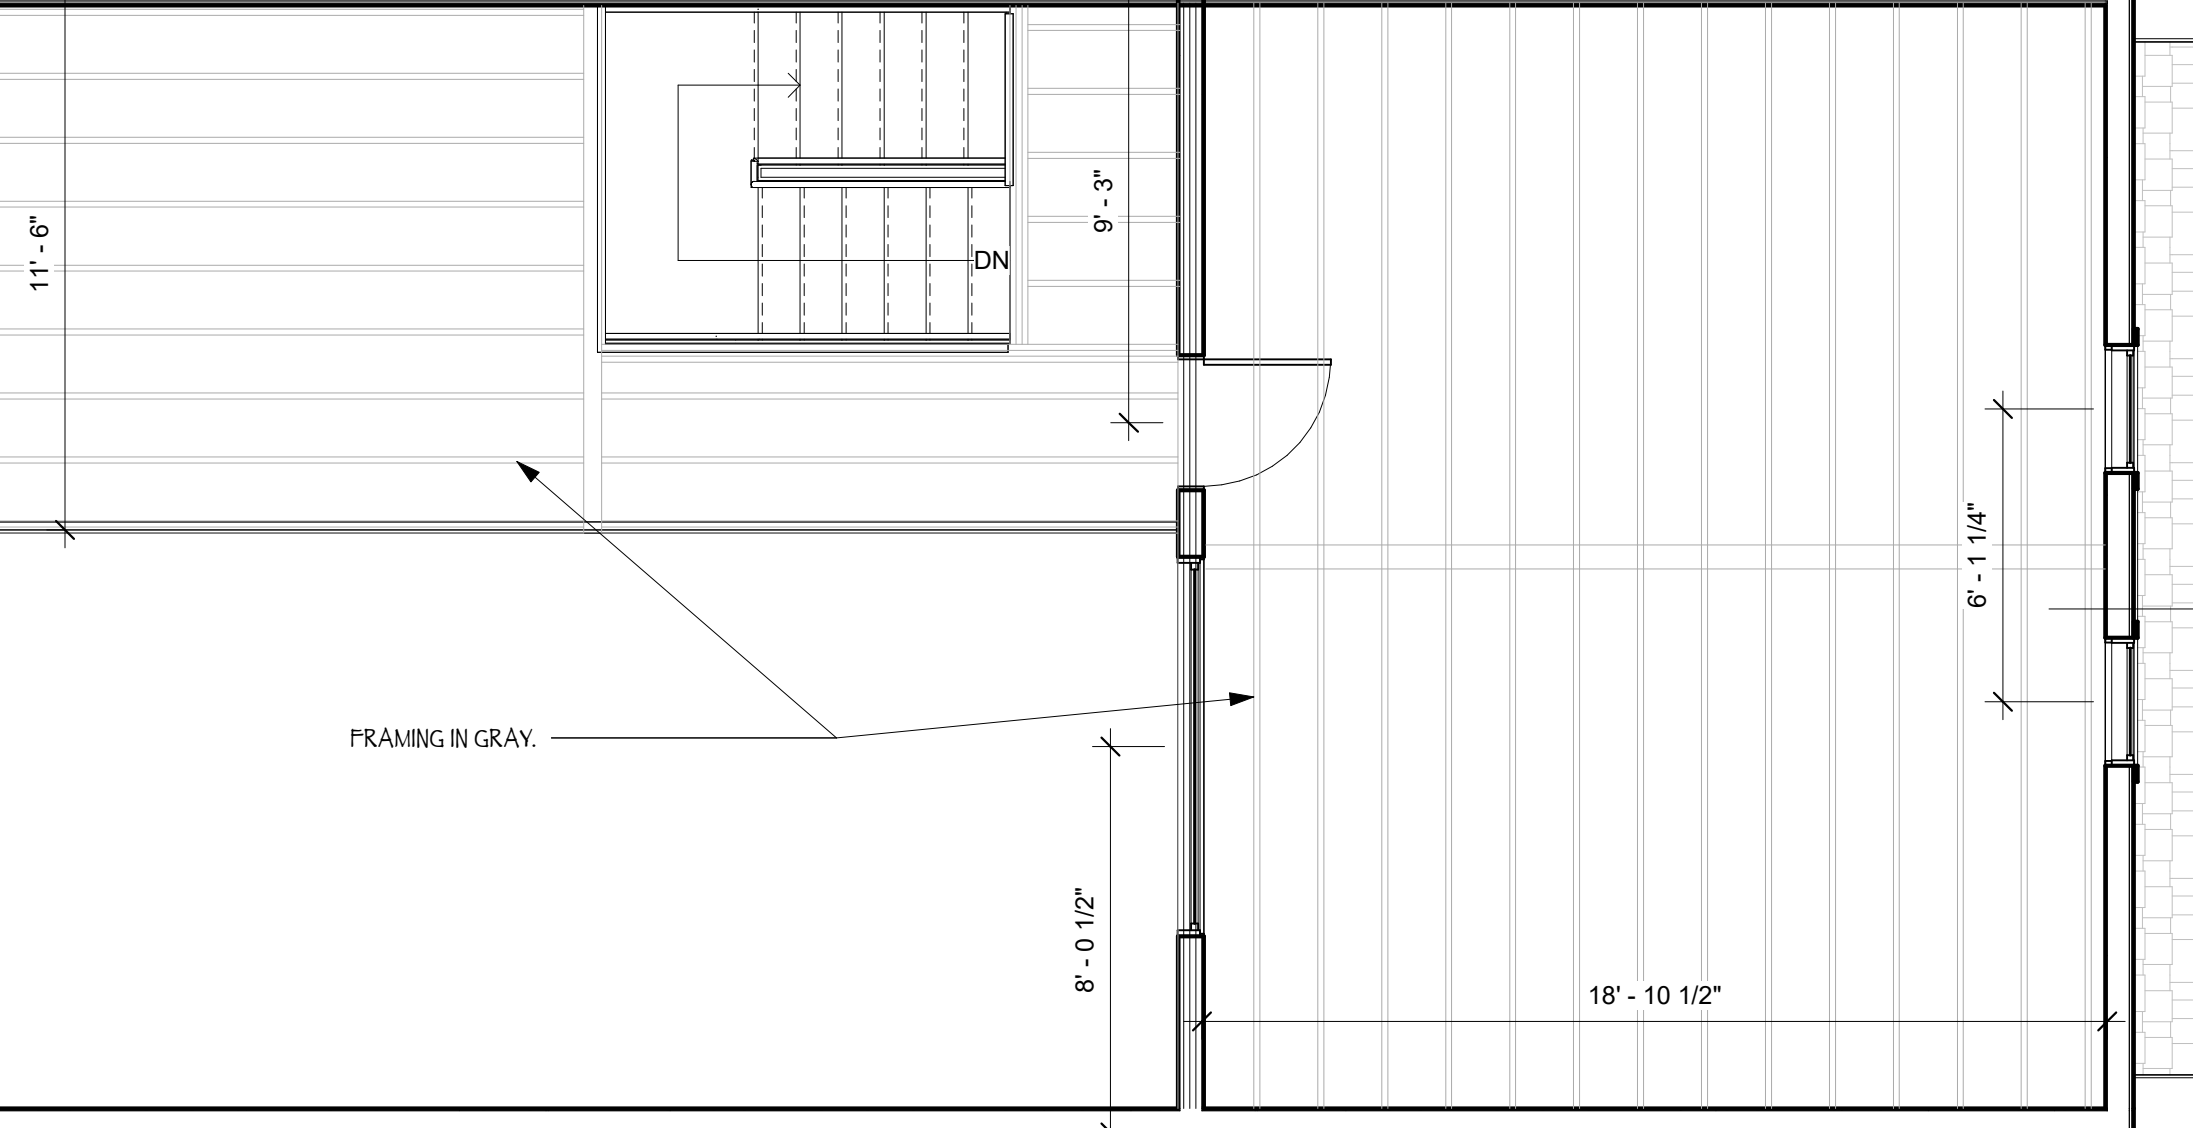 9' - 3"
11' - 6"
DN
6' - 1 1/4"
FRAMING IN GRAY.
8' - 0 1/2"
18' - 10 1/2"